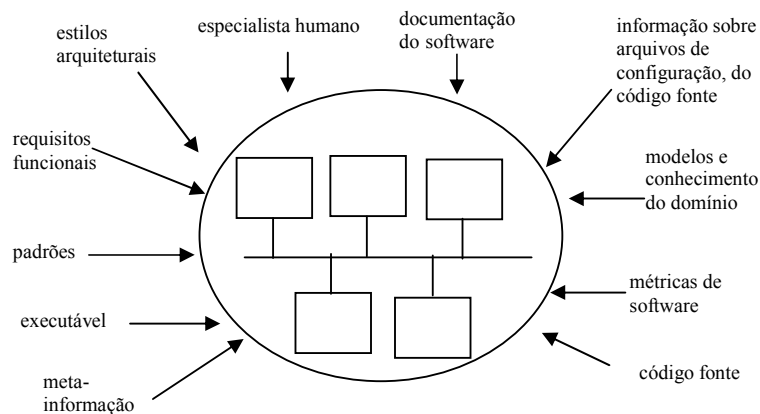 estilos
arquiteturais
especialista humano
documentação
do software
informação sobre
arquivos de
configuração, do
código fonte
requisitos
funcionais
modelos e
conhecimento
do domínio
padrões
métricas de
software
executável
código fonte
meta-
informação